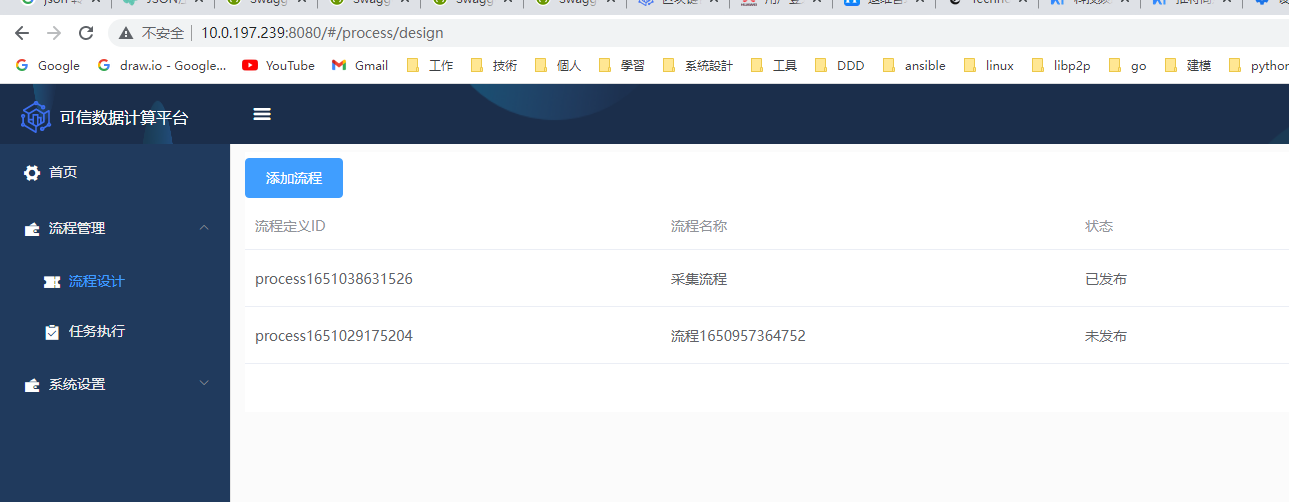 不安全 10.0.197.239:8080/#/process/design
Google draw.io - Google... YouTube Gmail 工作 技術 個人 學習 系統設計 工具 DDD ansible linux libp2p go 建模 python
可信数据计算平台
首页
添加流程
流程定义ID 流程名称 状态
流程管理
process1651038631526 采集流程 已发布
流程设计
任务执行
process1651029175204 流程1650957364752 未发布
系统设置